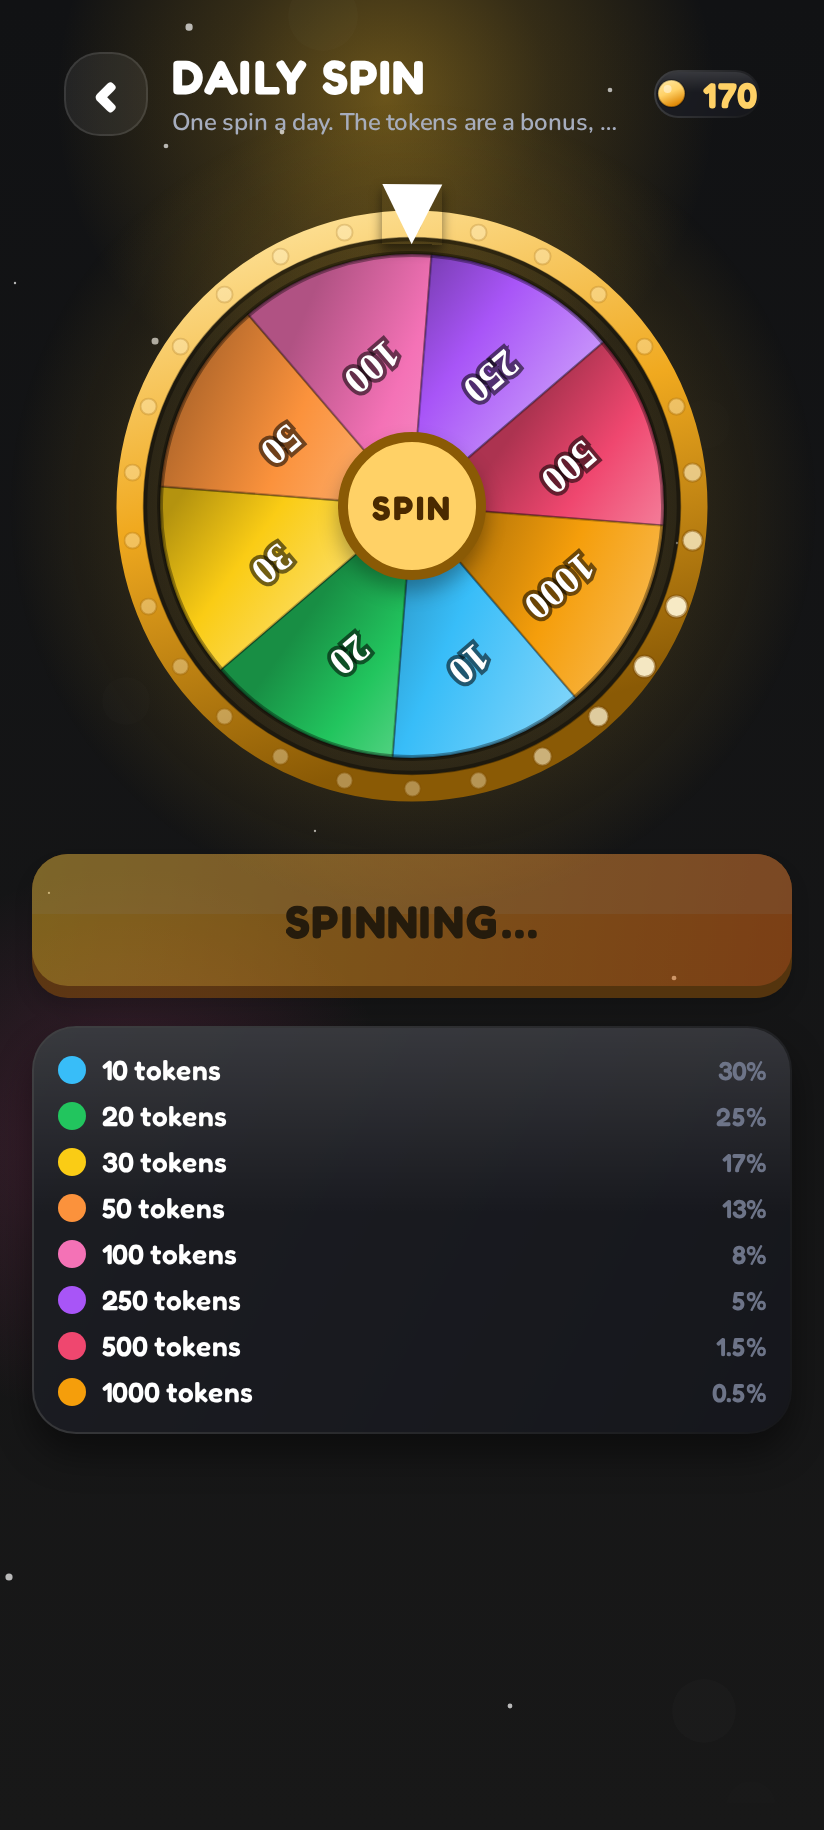 DAILY SPIN
One spin a day. The tokens are a bonus, ...
170
100
250
50
500
30
1000
20
10
SPIN
SPINNING...
10 tokens 30%
20 tokens 25%
30 tokens 17%
50 tokens 13%
100 tokens 8%
250 tokens 5%
500 tokens 1.5%
1000 tokens 0.5%